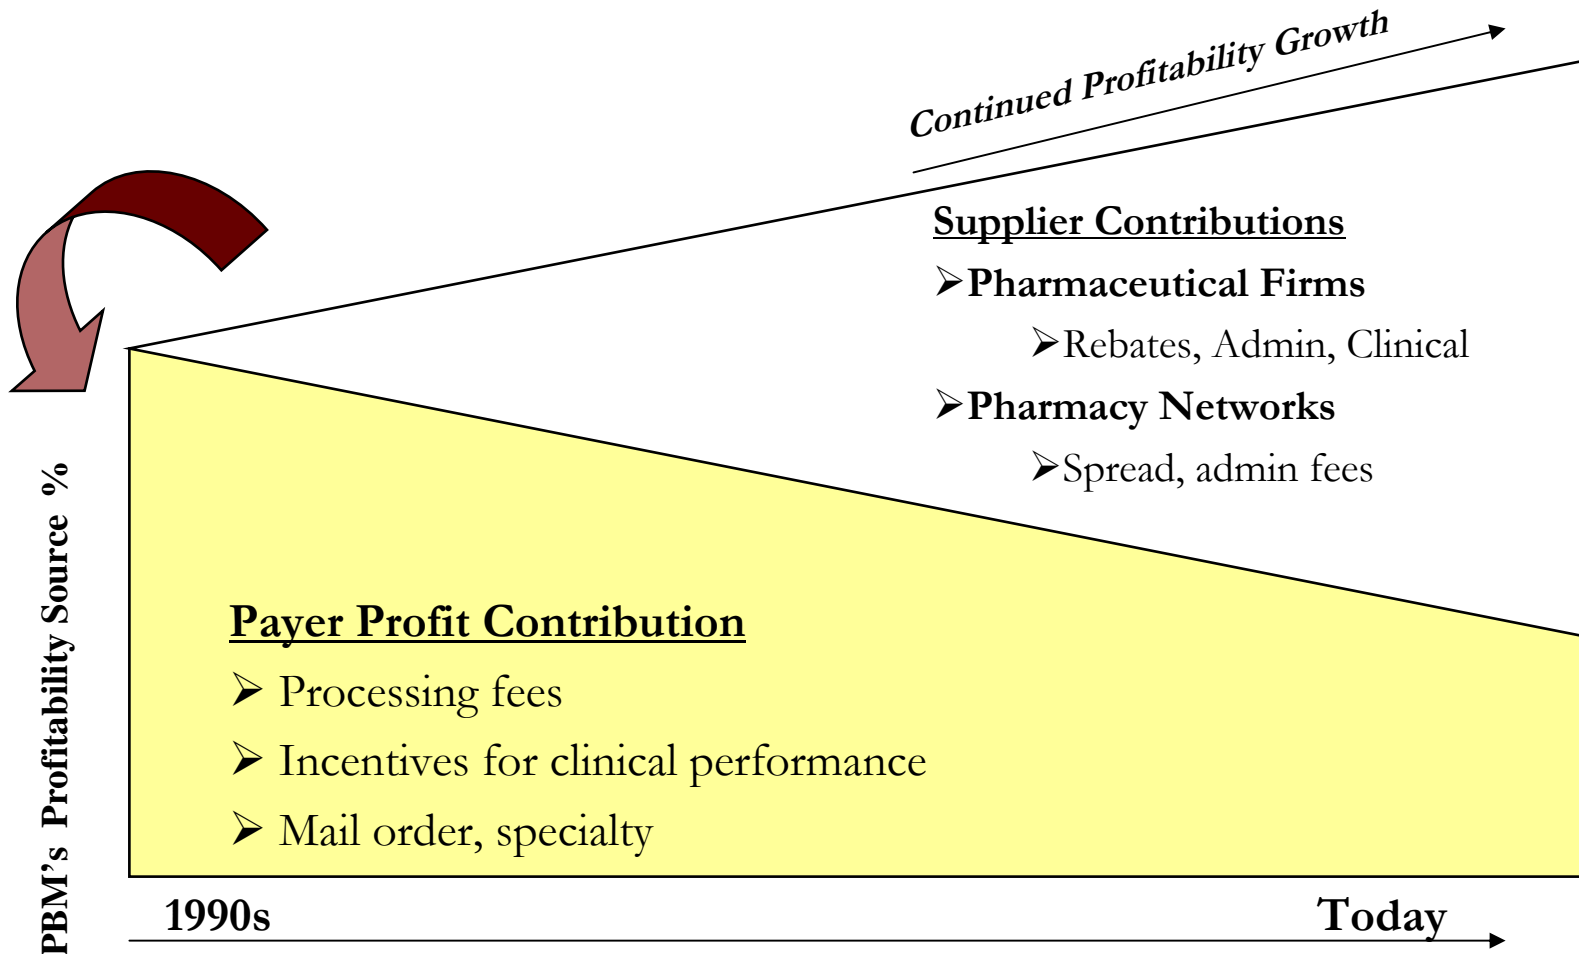 Continued Profitability Growth
Supplier Contributions
➢Pharmaceutical Firms
➢Rebates, Admin, Clinical
➢Pharmacy Networks
➢Spread, admin fees
PBM’s Profitability Source %
Payer Profit Contribution
➢ Processing fees
➢ Incentives for clinical performance
➢ Mail order, specialty
1990s
Today